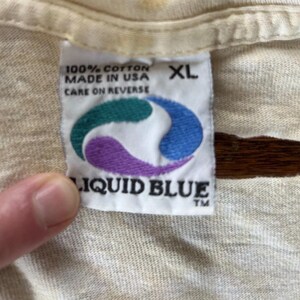 100% COTTON
MADE IN USA XL
CARE ON REVERSE
LIQUID BLUE
TM